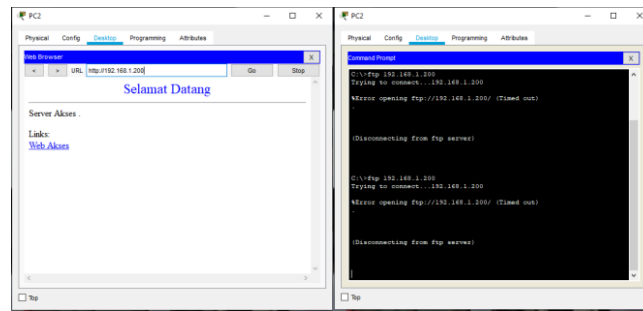 PC2
Physical Config Desktop Programming Attributes
Web Browser X
< > URL http://192.168.1.200 Go Stop
Selamat Datang
Server Akses .
Links:
Web Akses
Top
PC2
Physical Config Desktop Programming Attributes
Command Prompt X
C:\>ftp 192.168.1.200
Trying to connect...192.168.1.200
%Error opening ftp://192.168.1.200/ (Timed out)
.
(Disconnecting from ftp server)
C:\>ftp 192.168.1.200
Trying to connect...192.168.1.200
%Error opening ftp://192.168.1.200/ (Timed out)
.
(Disconnecting from ftp server)
Top